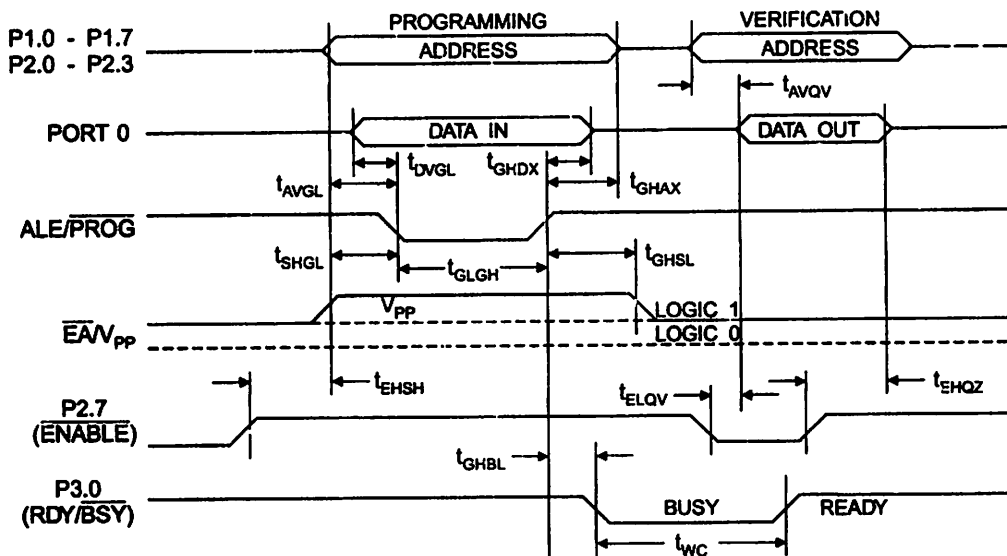 PROGRAMMING
VERIFICATION
P1.0 - P1.7
P2.0 - P2.3
ADDRESS
ADDRESS
tAVQV
PORT 0
DATA IN
DATA OUT
tDVGL
tGHDX
tAVGL
tGHAX
ALE/PROG
tSHGL
tGLGH
tGHSL
VPP
LOGIC 1
LOGIC 0
EA/VPP
tEHSH
tELQV
tEHQZ
P2.7
(ENABLE)
tGHBL
P3.0
(RDY/BSY)
BUSY
READY
tWC